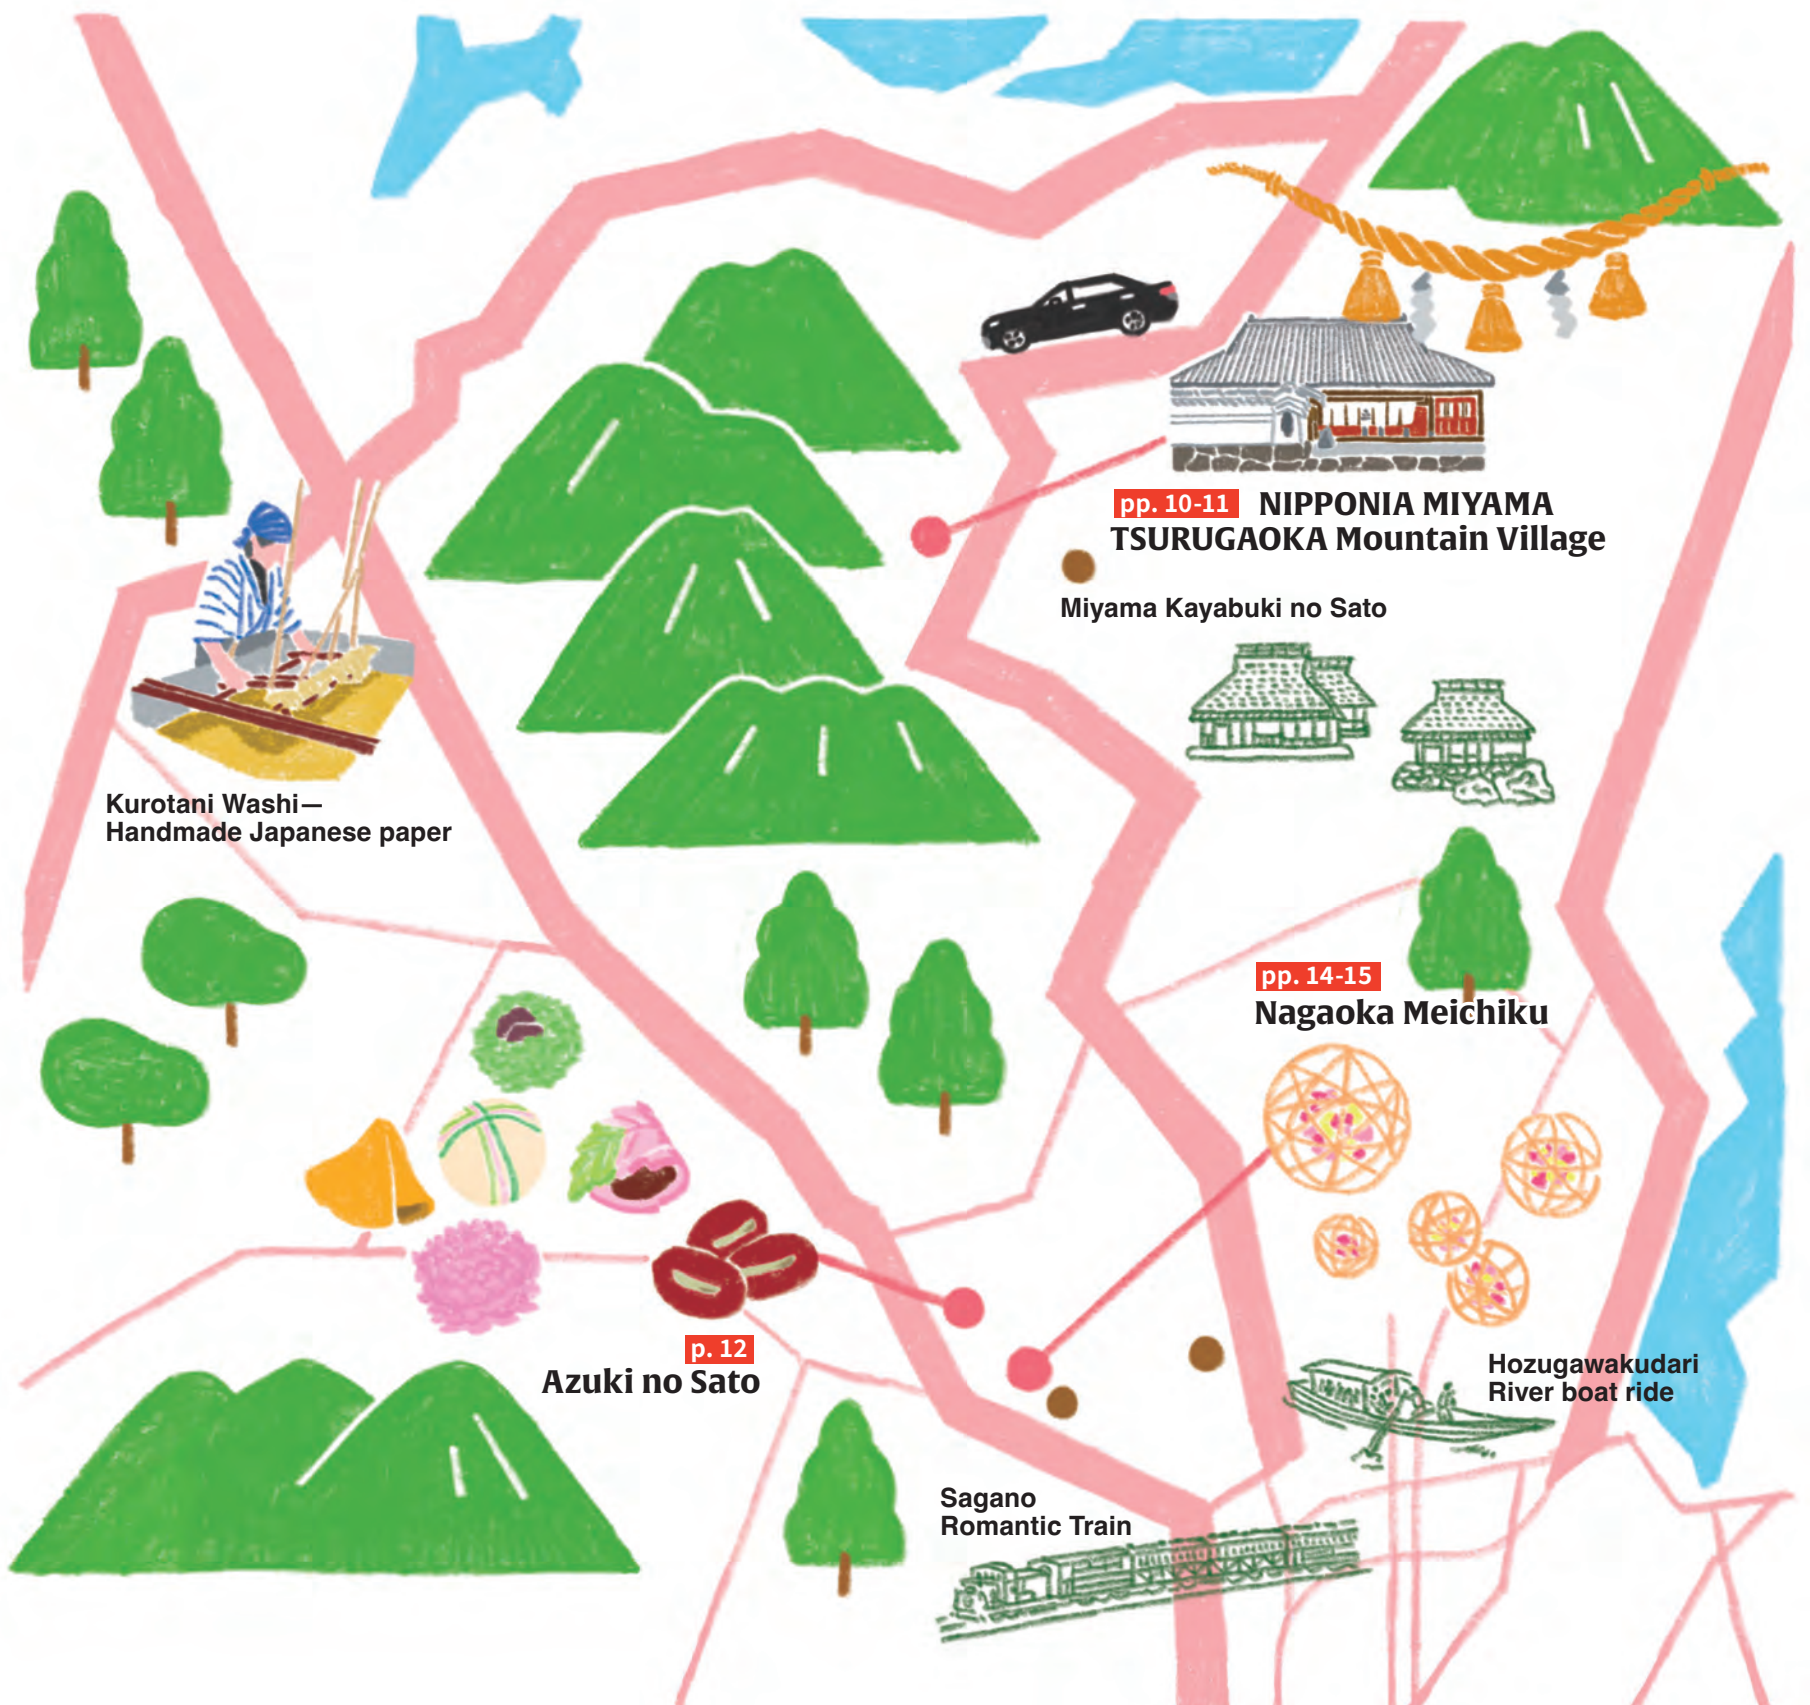 pp. 10-11 NIPPONIA MIYAMA
TSURUGAOKA Mountain Village
Miyama Kayabuki no Sato
Kurotani Washi—
Handmade Japanese paper
pp. 14-15
Nagaoka Meichiku
p. 12
Azuki no Sato
Hozugawakudari
River boat ride
Sagano
Romantic Train